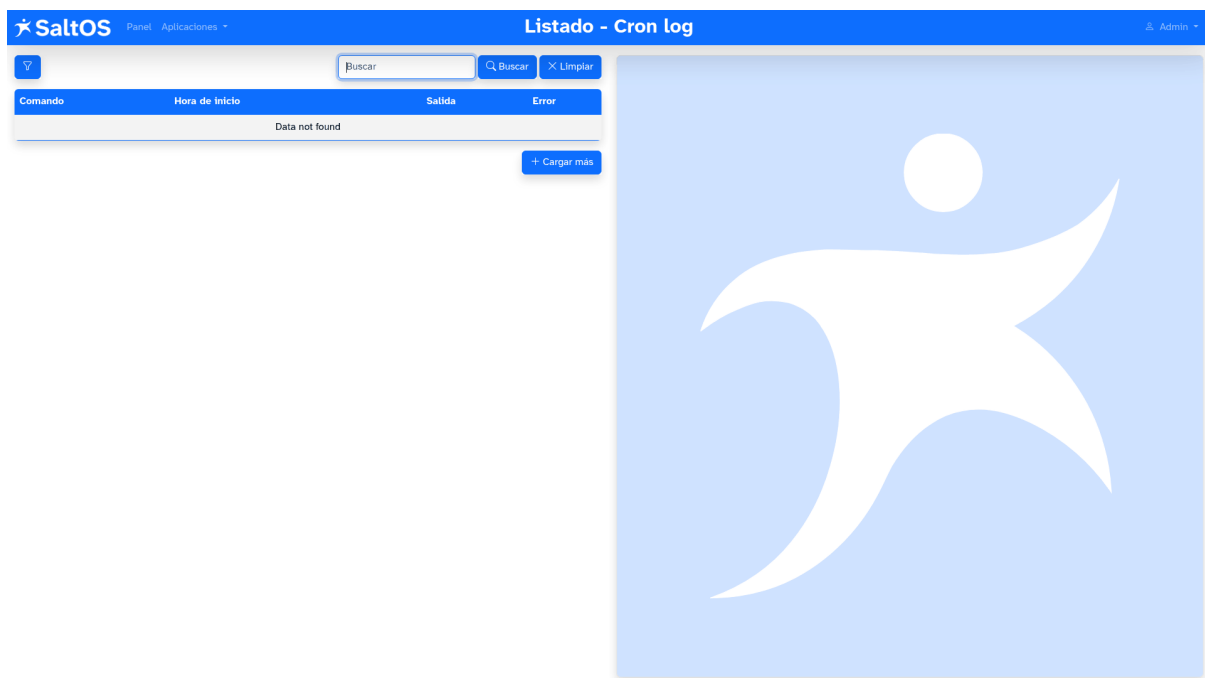 SaltOS Panel Aplicaciones Listado - Cron log Admin
Buscar Buscar Limpiar
Comando Hora de inicio Salida Error
Data not found
Cargar más